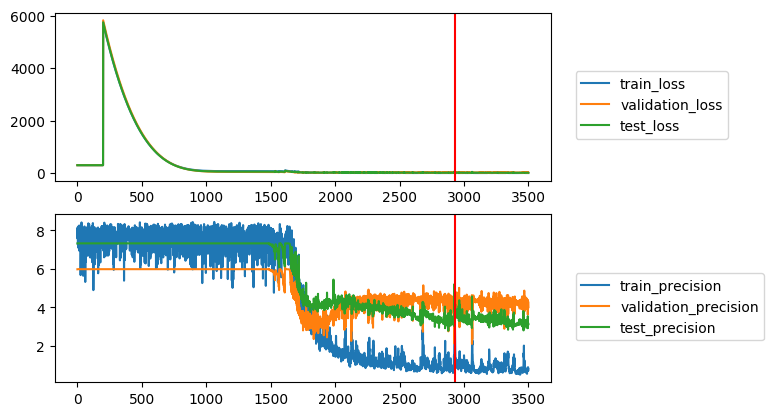 6000
4000
2000
0
0 500 1000 1500 2000 2500 3000 3500
train_loss
validation_loss
test_loss
8
6
4
2
0 500 1000 1500 2000 2500 3000 3500
train_precision
validation_precision
test_precision